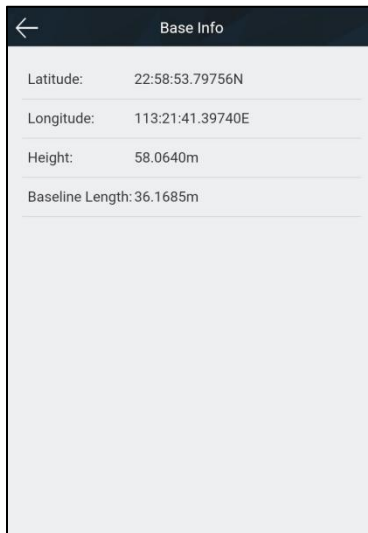 Base Info
Latitude: 22:58:53.79756N
Longitude: 113:21:41.39740E
Height: 58.0640m
Baseline Length: 36.1685m